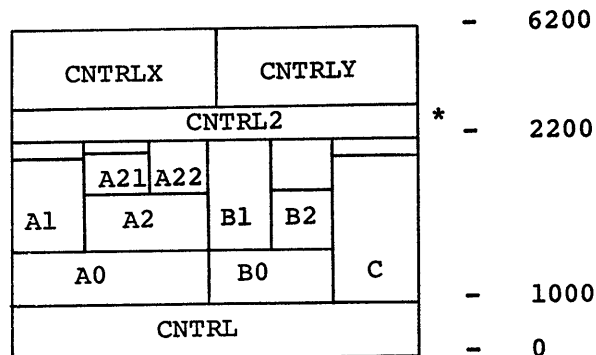 6200
CNTRLX CNTRLY
CNTRL2 * 2200
A21 A22
A1 A2 B1 B2
A0 B0 C
1000
CNTRL
0